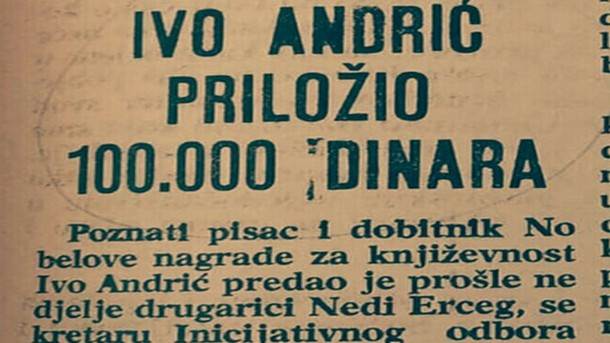 IVO ANDRIĆ
PRILOŽIO
100.000 DINARA
Poznati pisac i dobitnik No
belove nagrade za književnost
Ivo Andrić predao je prošle ne
djelje drugarici Nedi Erceg, se
kretaru Inicijativnog odbora